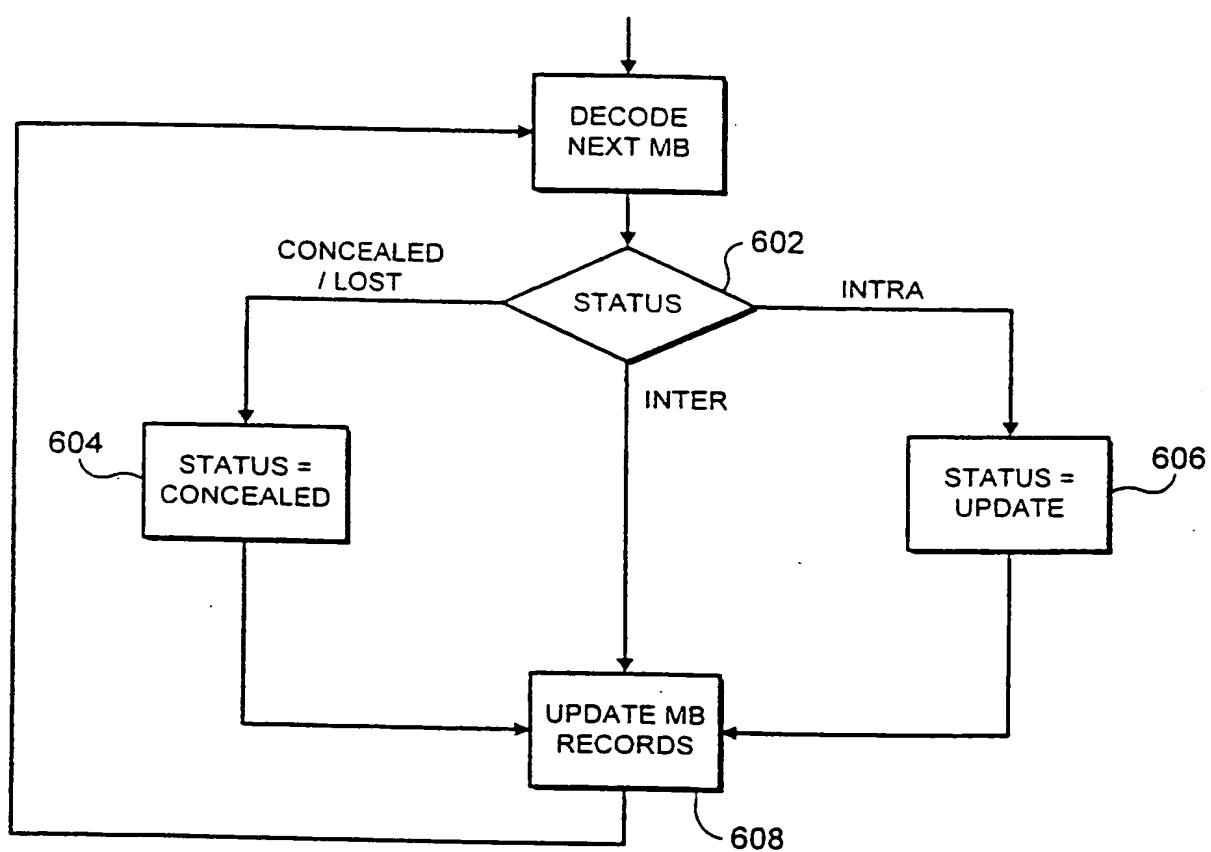 DECODE
NEXT MB
602
CONCEALED
/ LOST
STATUS
INTRA
INTER
604
STATUS =
CONCEALED
STATUS =
UPDATE
606
UPDATE MB
RECORDS
608